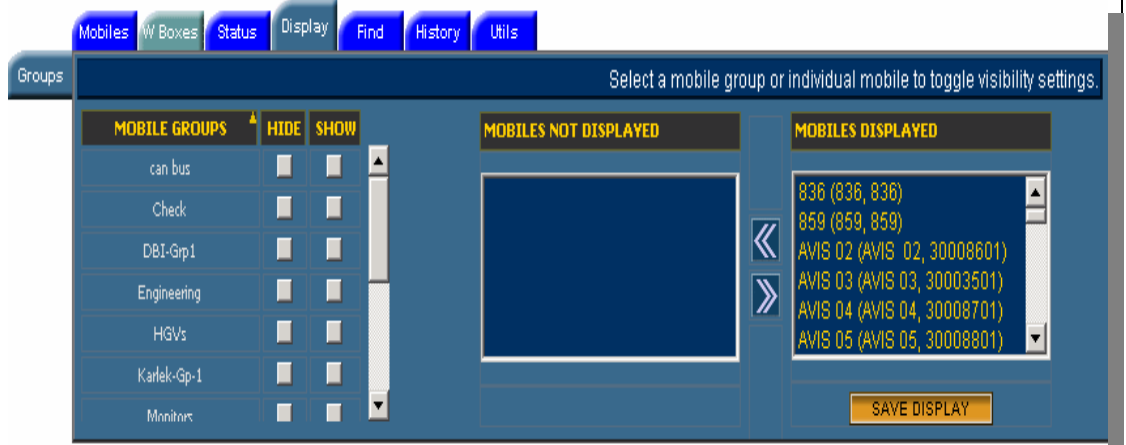 Mobiles W Boxes Status Display Find History Utils
Groups
Select a mobile group or individual mobile to toggle visibility settings.
MOBILE GROUPS HIDE SHOW
can bus
Check
DBI-Grp1
Engineering
HGVs
Karlek-Gp-1
Monitors
MOBILES NOT DISPLAYED
MOBILES DISPLAYED
836 (836, 836)
859 (859, 859)
AVIS 02 (AVIS  02, 30008601)
AVIS 03 (AVIS 03, 30003501)
AVIS 04 (AVIS 04, 30008701)
AVIS 05 (AVIS 05, 30008801)
SAVE DISPLAY